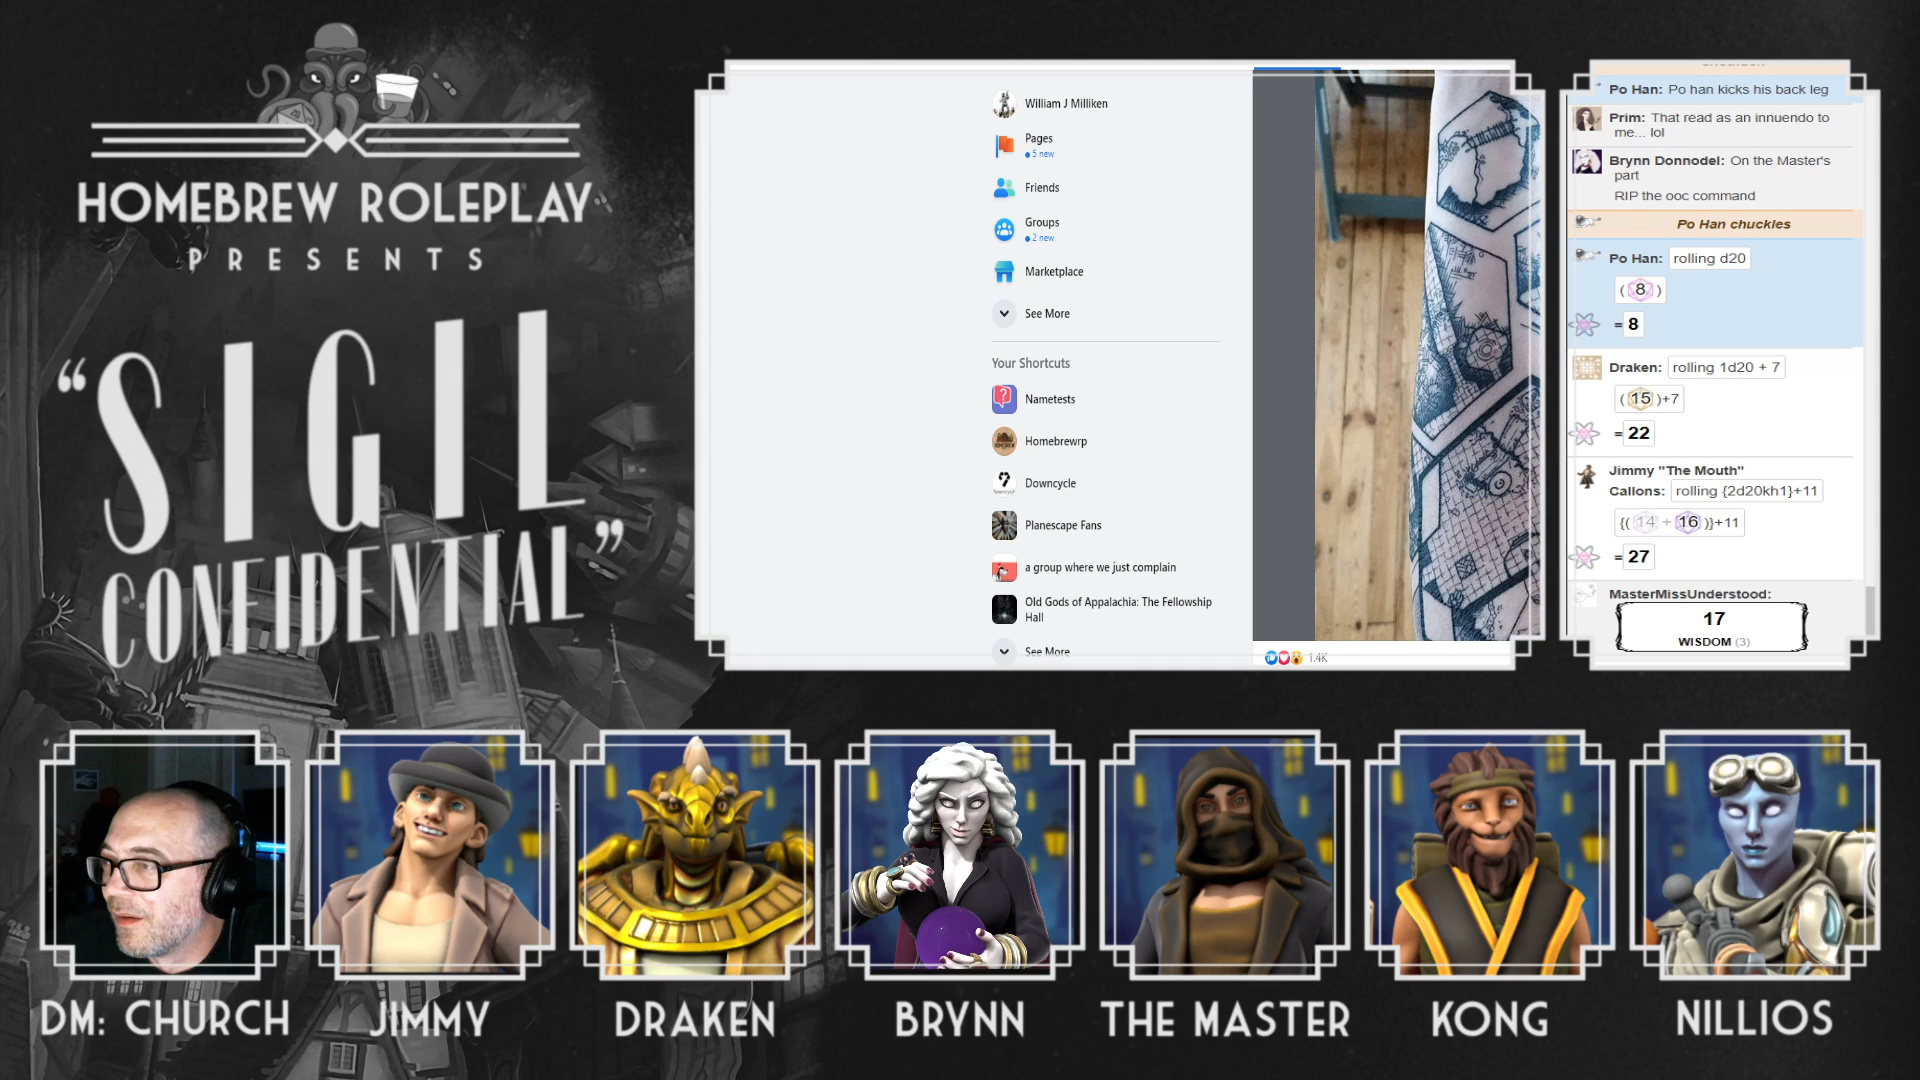 HOMEBREW ROLEPLAY
PRESENTS
"SIGIL
CONFIDENTIAL"
William J Milliken
Pages
5 new
Friends
Groups
2 new
Marketplace
See More
Your Shortcuts
Nametests
Homebrewrp
Downcycle
Planescape Fans
a group where we just complain
Old Gods of Appalachia: The Fellowship
Hall
See More
1.4K
Po Han: Po han kicks his back leg
Prim: That read as an innuendo to
me... lol
Brynn Donnodei: On the Master's
part
RIP the ooc command
Po Han chuckles
Po Han: rolling d20
(8)
= 8
Draken: rolling 1d20 + 7
(15)+7
= 22
Jimmy "The Mouth"
Callons: rolling {2d20kh1}+11
{(14 + 16)}+11
= 27
MasterMissUnderstood:
17
WISDOM (3)
DM: CHURCH
JIMMY
DRAKEN
BRYNN
THE MASTER
KONG
NILLIOS